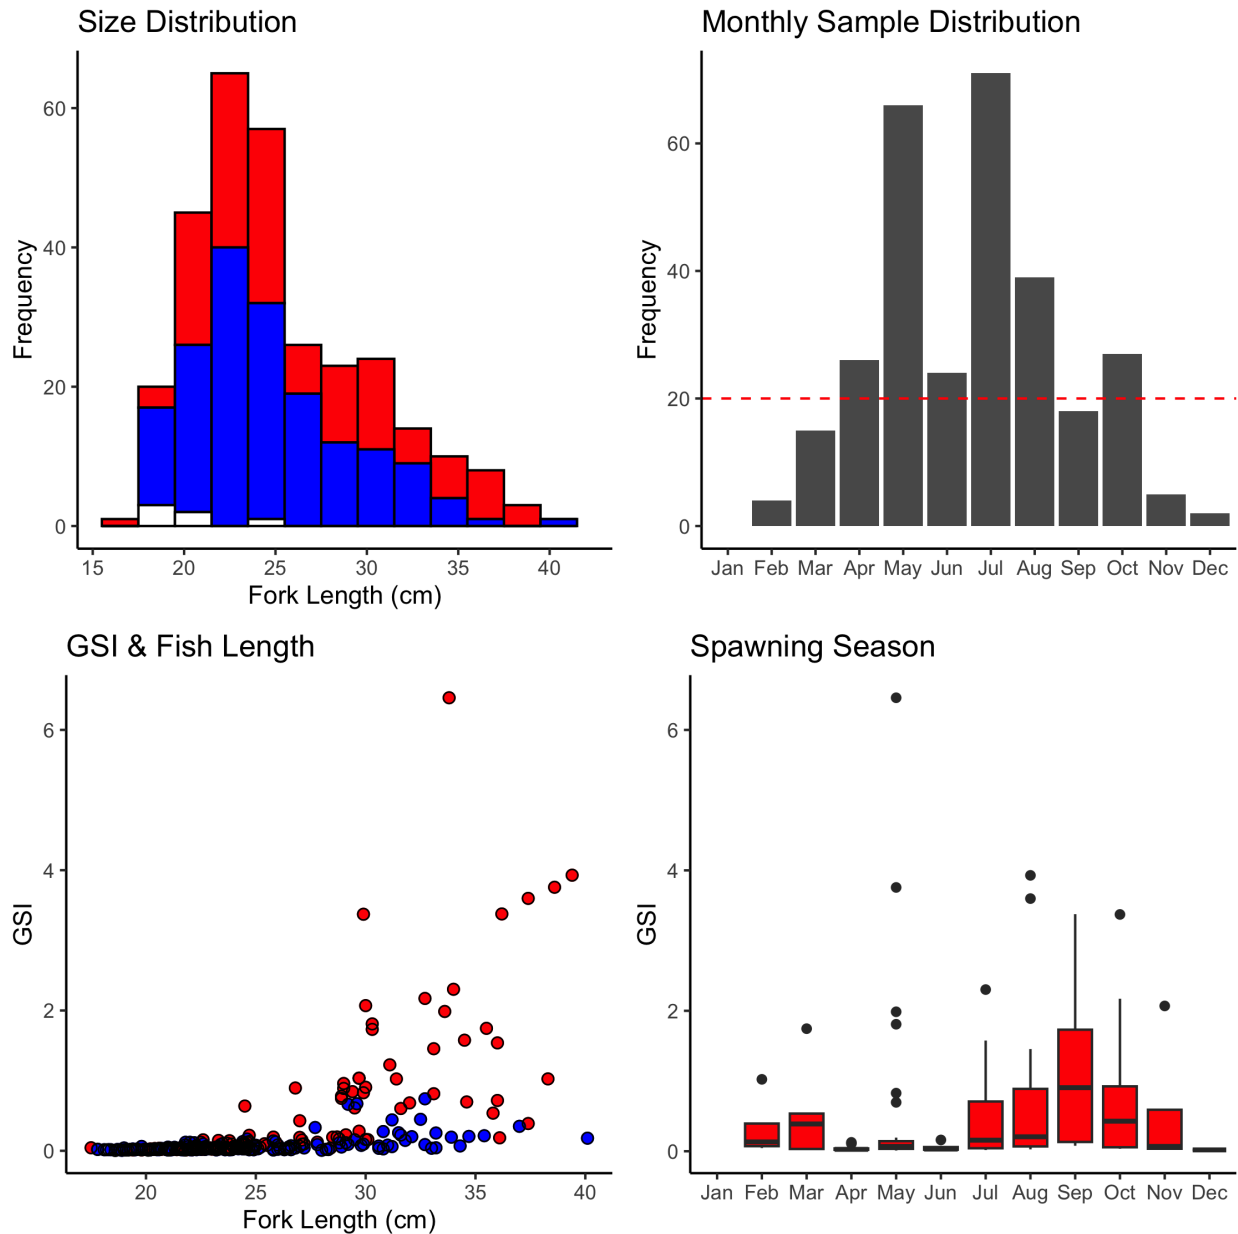 Size Distribution
Frequency
60
40
20
0
15 20 25 30 35 40
Fork Length (cm)
Monthly Sample Distribution
Frequency
60
40
20
0
Jan Feb Mar Apr May Jun Jul Aug Sep Oct Nov Dec
GSI & Fish Length
GSI
6
4
2
0
20 25 30 35 40
Fork Length (cm)
Spawning Season
GSI
6
4
2
0
Jan Feb Mar Apr May Jun Jul Aug Sep Oct Nov Dec